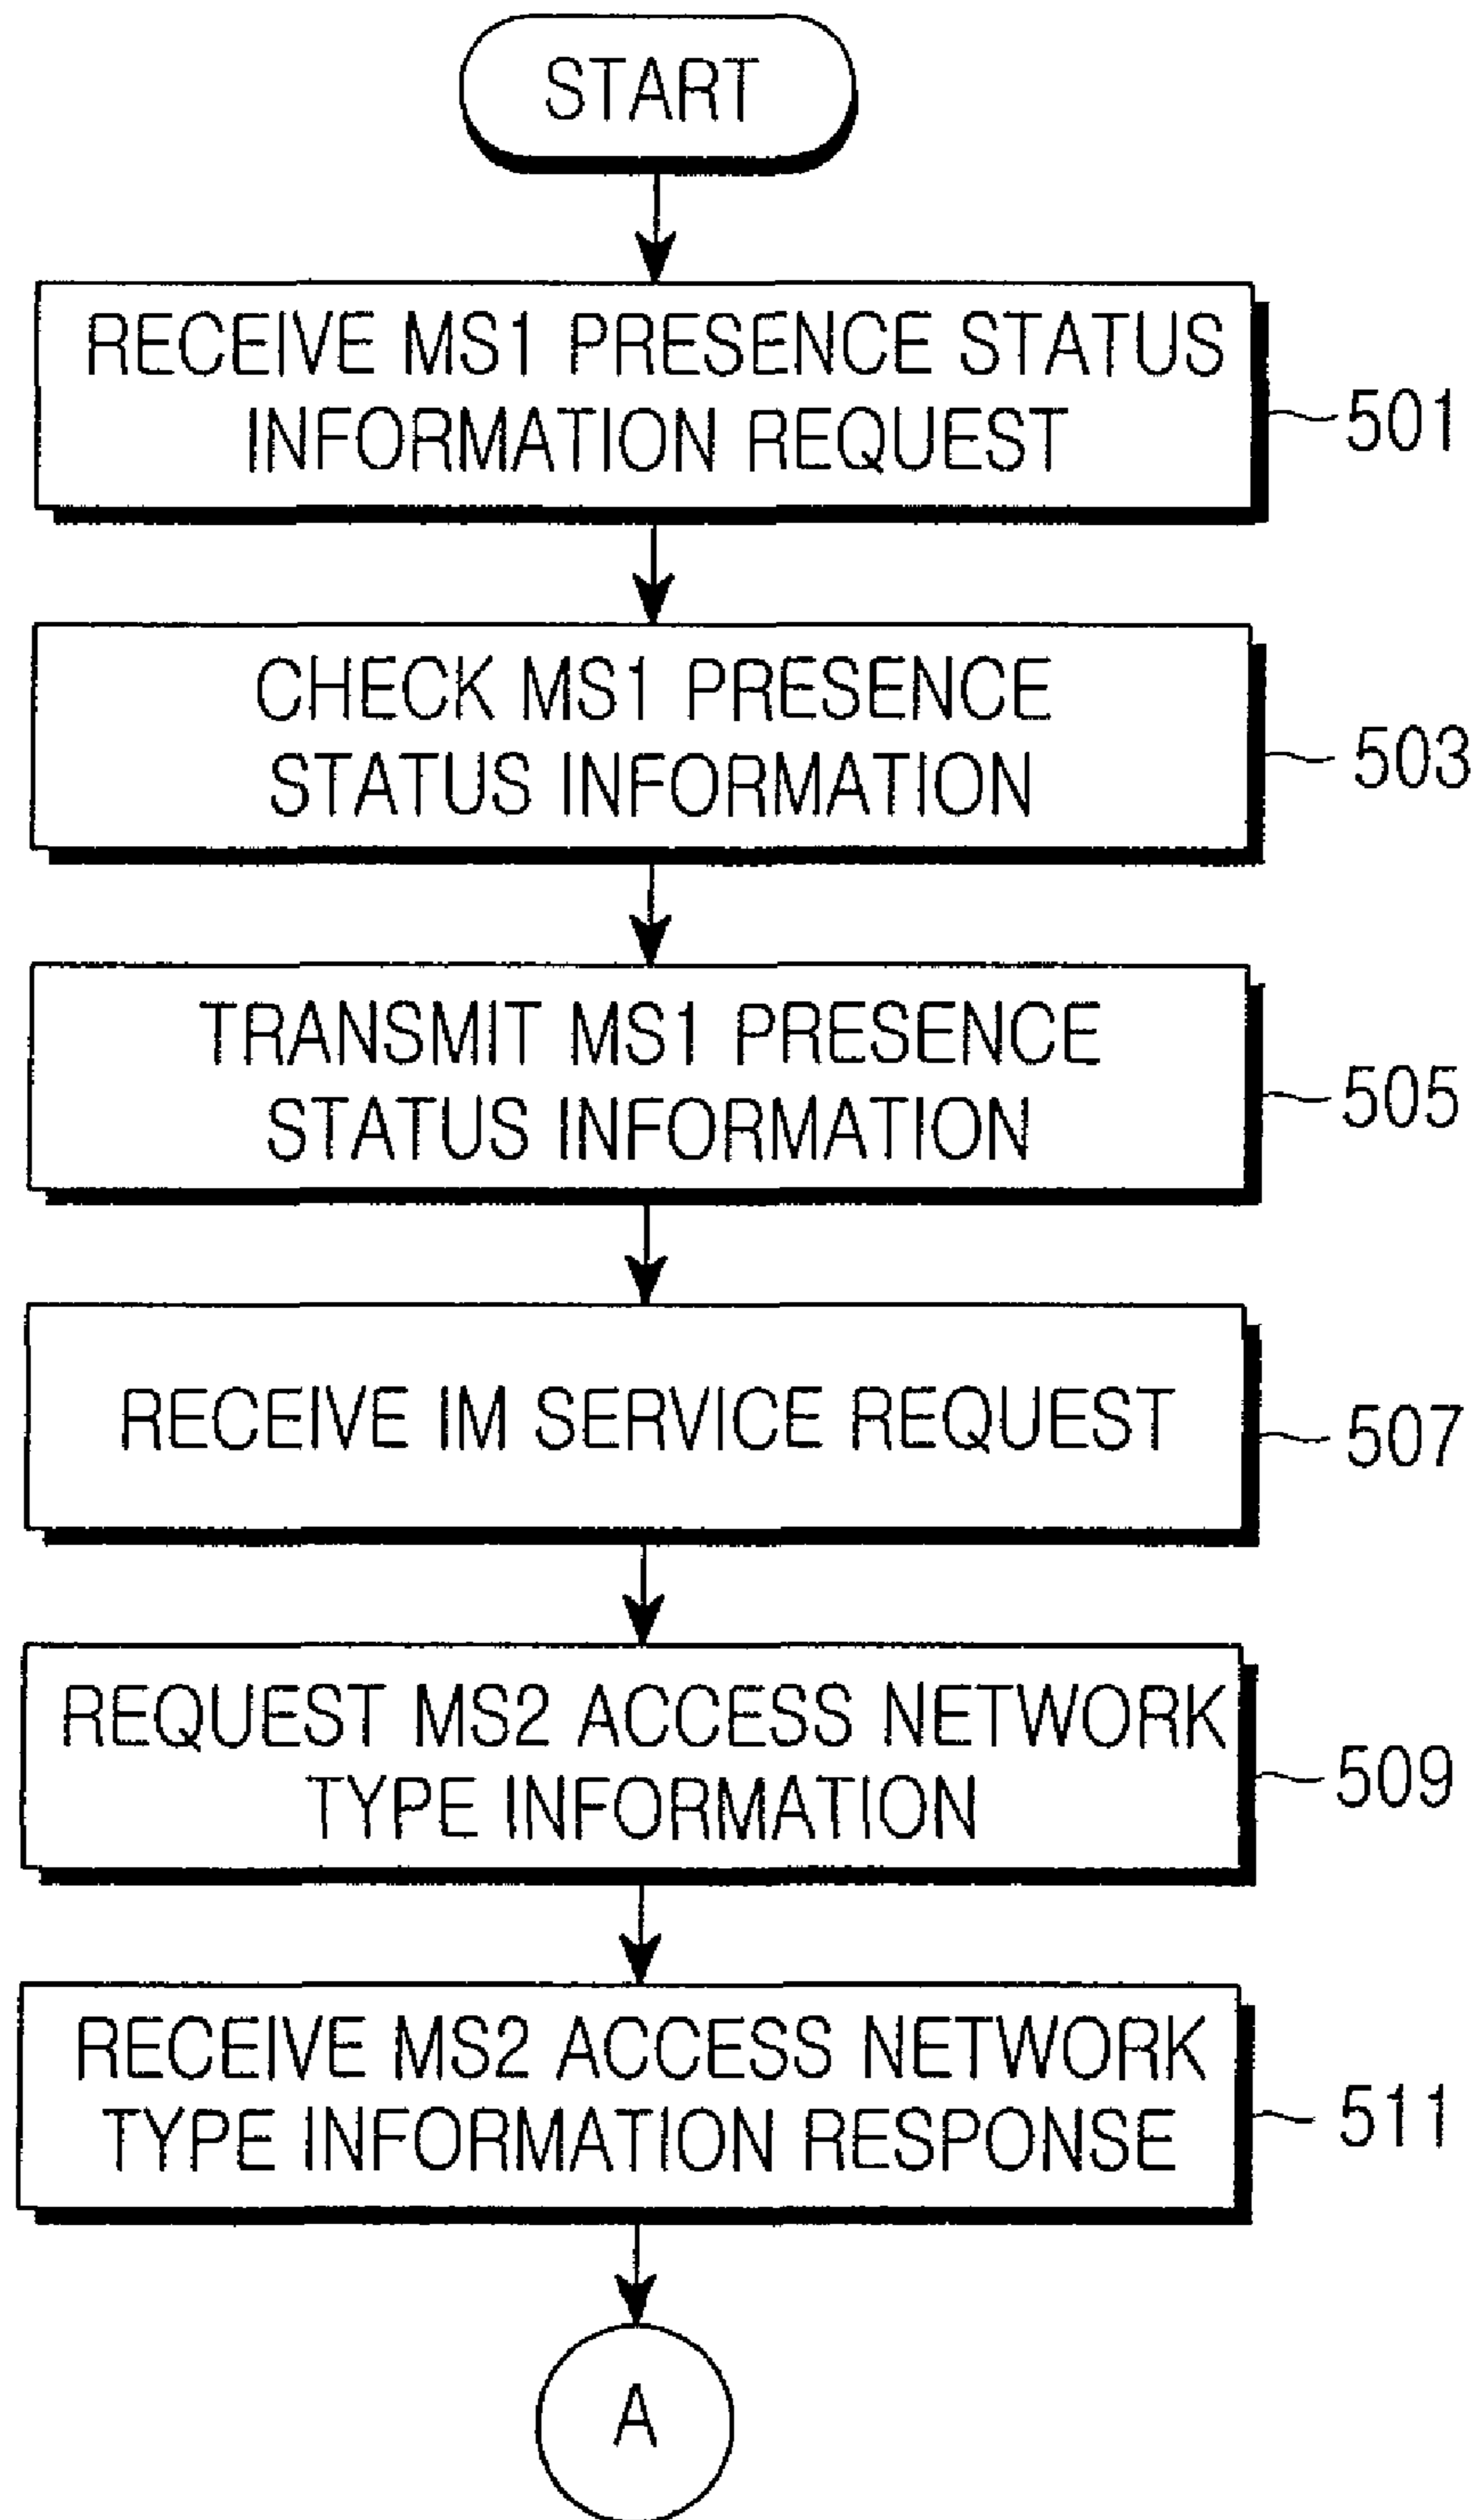 START
RECEIVE MS1 PRESENCE STATUS
INFORMATION REQUEST
501
CHECK MS1 PRESENCE
STATUS INFORMATION
503
TRANSMIT MS1 PRESENCE
STATUS INFORMATION
505
RECEIVE IM SERVICE REQUEST
507
REQUEST MS2 ACCESS NETWORK
TYPE INFORMATION
509
RECEIVE MS2 ACCESS NETWORK
TYPE INFORMATION RESPONSE
511
A